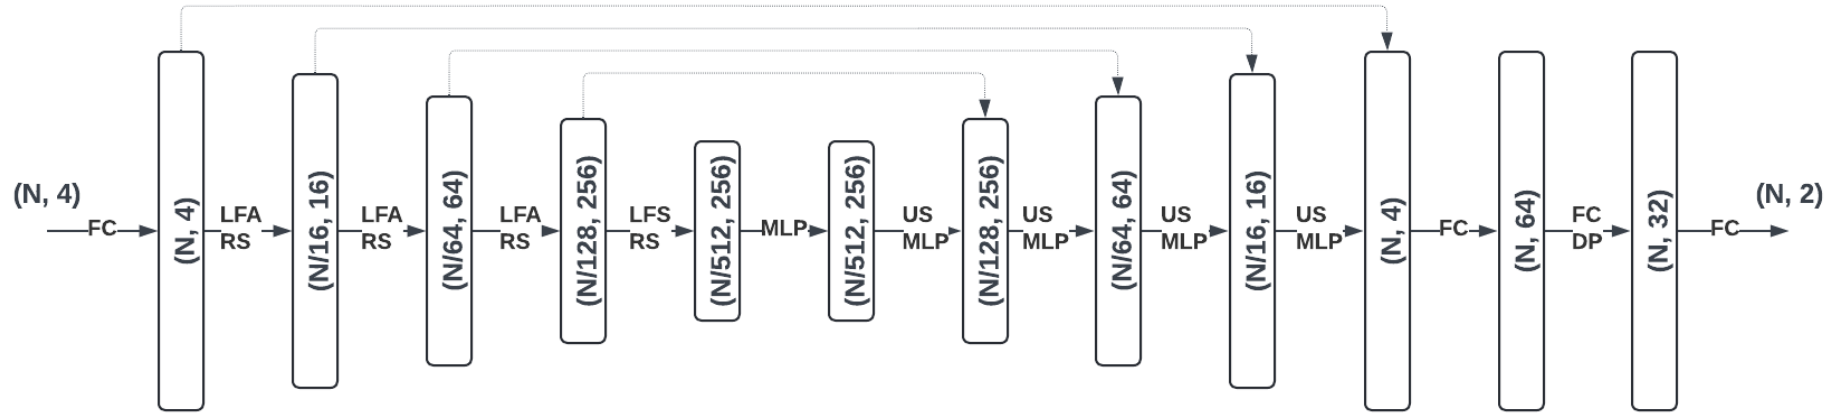 (N, 4)
FC
(N, 4)
LFA
RS
(N/16, 16)
LFA
RS
(N/64, 64)
LFA
RS
(N/128, 256)
LFS
RS
(N/512, 256)
MLP
(N/512, 256)
US
MLP
(N/128, 256)
US
MLP
(N/64, 64)
US
MLP
(N/16, 16)
US
MLP
(N, 4)
FC
(N, 64)
FC
DP
(N, 32)
FC
(N, 2)